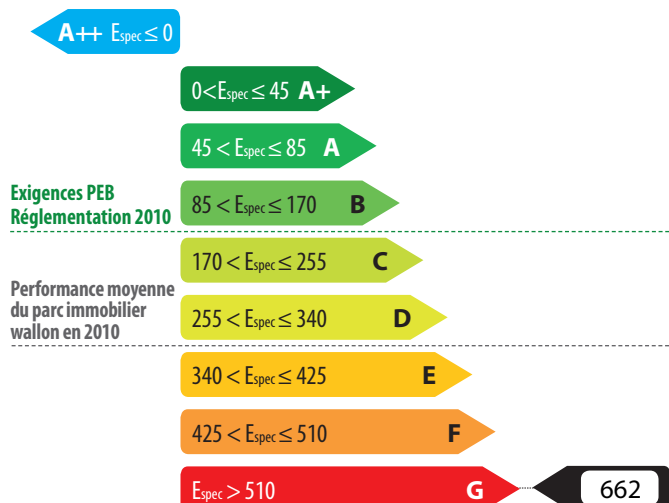 A++ Espec ≤ 0
0<Espec ≤ 45 A+
45 < Espec ≤ 85 A
Exigences PEB
Réglementation 2010
85 < Espec ≤ 170 B
170 < Espec ≤ 255 C
Performance moyenne
du parc immobilier
wallon en 2010
255 < Espec ≤ 340 D
340 < Espec ≤ 425 E
425 < Espec ≤ 510 F
Espec > 510 G
662